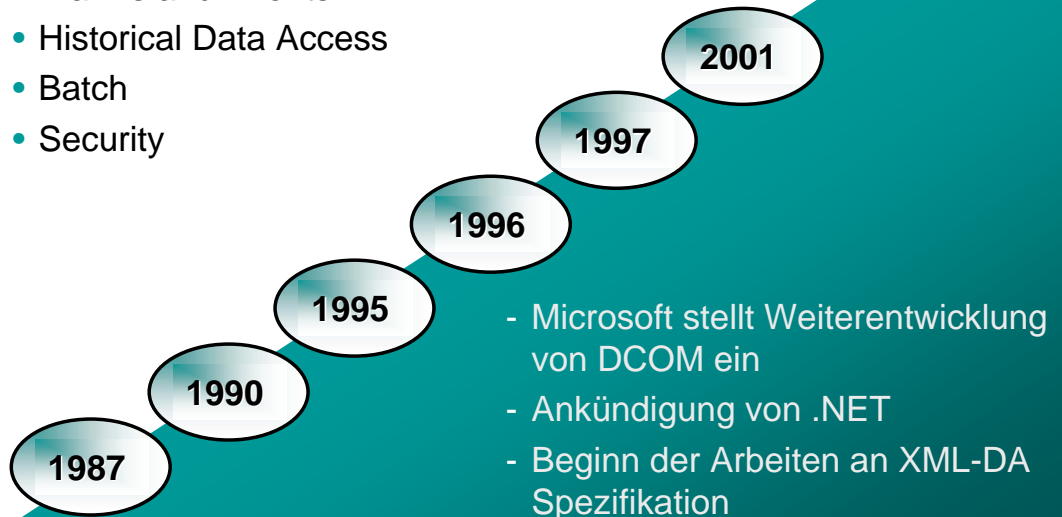 • Historical Data Access
• Batch
• Security
2001
1997
1996
1995
1990
1987
- Microsoft stellt Weiterentwicklung
von DCOM ein
- Ankündigung von .NET
- Beginn der Arbeiten an XML-DA
Spezifikation